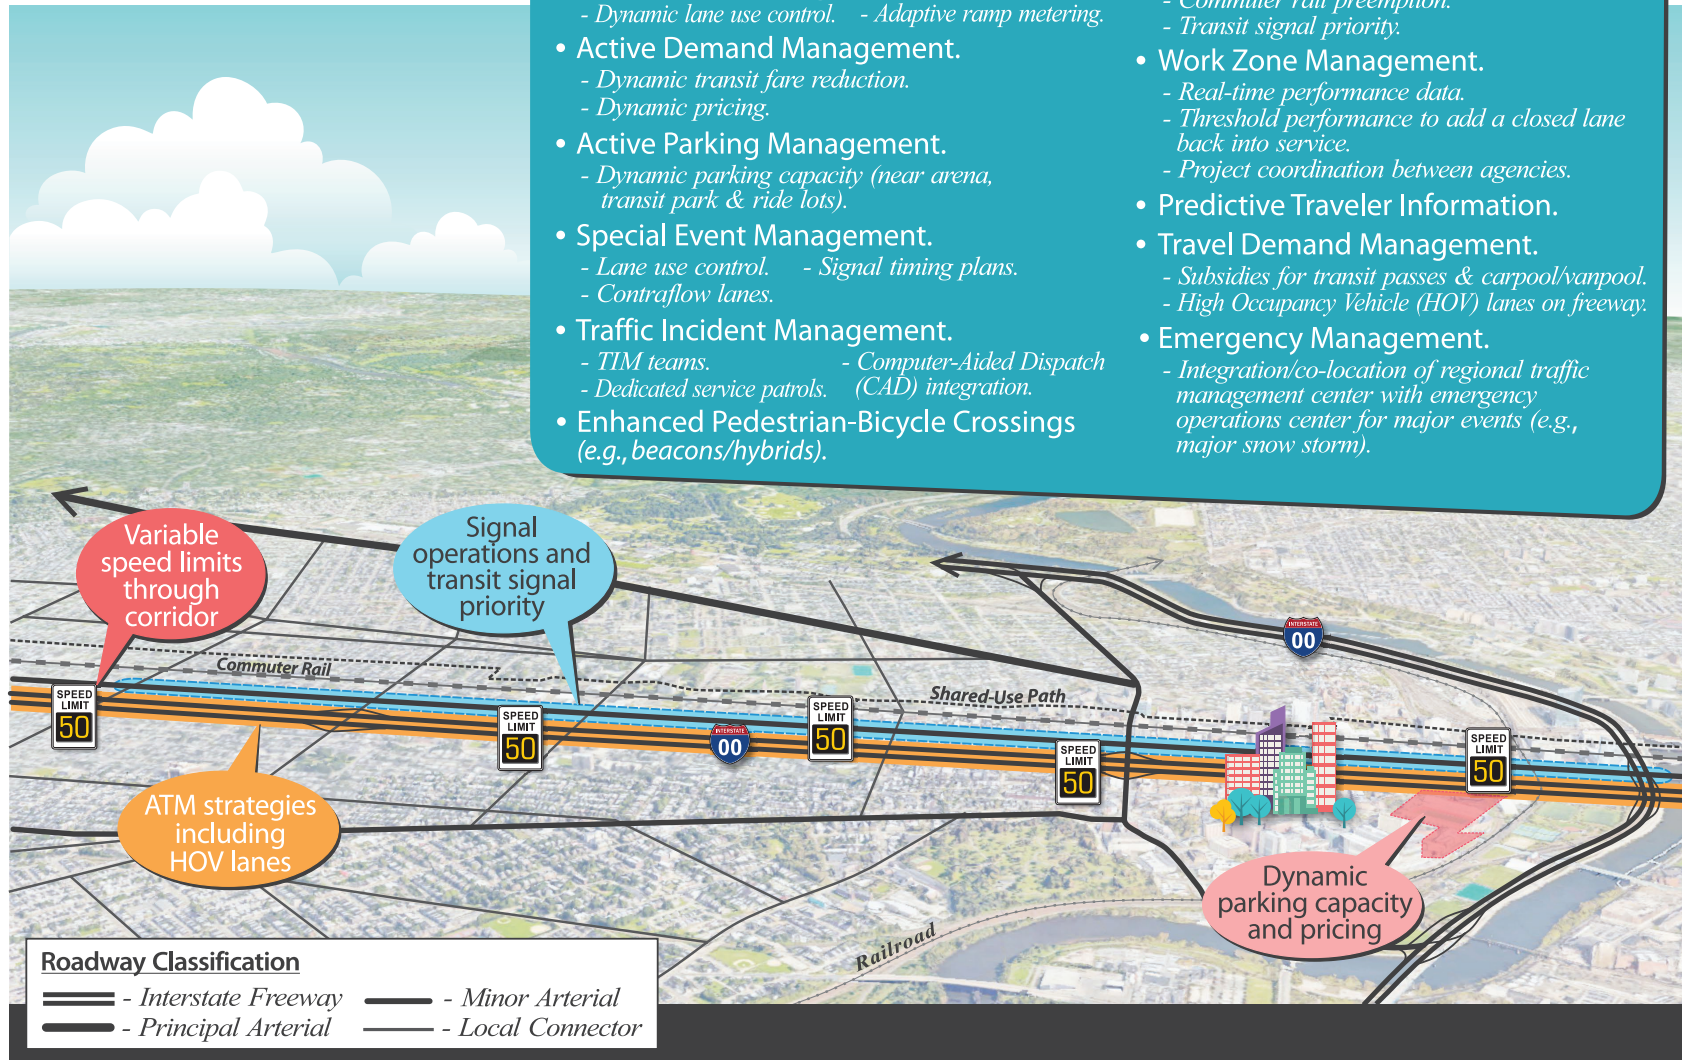 - Dynamic lane use control. - Adaptive ramp metering.
• Active Demand Management.
- Dynamic transit fare reduction.
- Dynamic pricing.
• Active Parking Management.
- Dynamic parking capacity (near arena,
transit park & ride lots).
• Special Event Management.
- Lane use control. - Signal timing plans.
- Contraflow lanes.
• Traffic Incident Management.
- TIM teams.
- Dedicated service patrols.
- Computer-Aided Dispatch
(CAD) integration.
• Enhanced Pedestrian-Bicycle Crossings
(e.g., beacons/hybrids).
- Commuter rail preemption.
- Transit signal priority.
• Work Zone Management.
- Real-time performance data.
- Threshold performance to add a closed lane
back into service.
- Project coordination between agencies.
• Predictive Traveler Information.
• Travel Demand Management.
- Subsidies for transit passes & carpool/vanpool.
- High Occupancy Vehicle (HOV) lanes on freeway.
• Emergency Management.
- Integration/co-location of regional traffic
management center with emergency
operations center for major events (e.g.,
major snow storm).
Variable
speed limits
through
corridor
Signal
operations and
transit signal
priority
INTERSTATE
00
Commuter Rail
Shared-Use Path
SPEED
LIMIT
50
SPEED
LIMIT
50
INTERSTATE
00
SPEED
LIMIT
50
SPEED
LIMIT
50
SPEED
LIMIT
50
ATM strategies
including
HOV lanes
Dynamic
parking capacity
and pricing
Railroad
Roadway Classification
- Interstate Freeway
- Principal Arterial
- Minor Arterial
- Local Connector